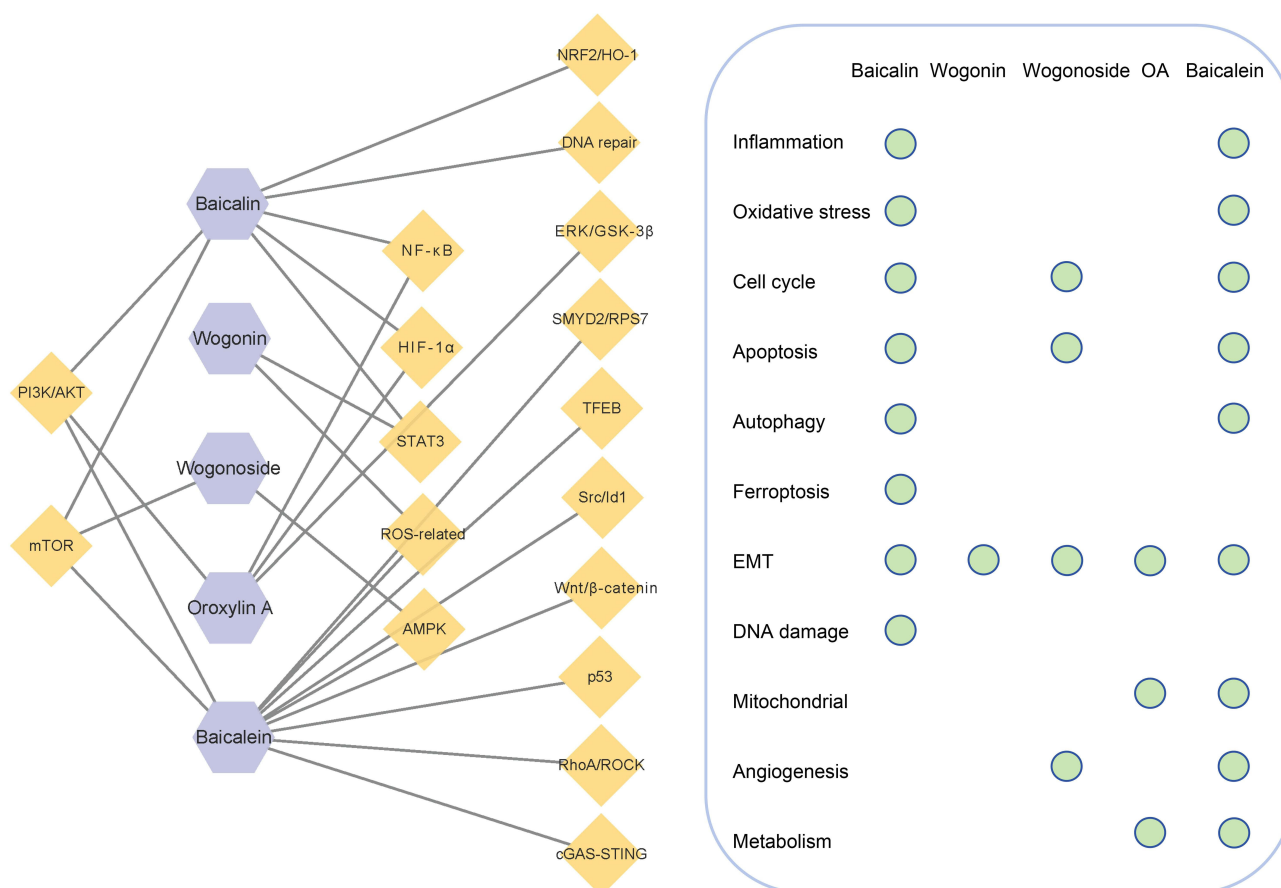 NRF2/HO-1
DNA repair
Baicalin
ERK/GSK-3β
NF-κB
SMYD2/RPS7
Wogonin
HIF-1α
PI3K/AKT
TFEB
STAT3
Wogonoside
Src/Id1
ROS-related
mTOR
Wnt/β-catenin
Oroxylin A
AMPK
p53
Baicalein
RhoA/ROCK
cGAS-STING
Baicalin Wogonin Wogonoside OA Baicalein
Inflammation
Oxidative stress
Cell cycle
Apoptosis
Autophagy
Ferroptosis
EMT
DNA damage
Mitochondrial
Angiogenesis
Metabolism